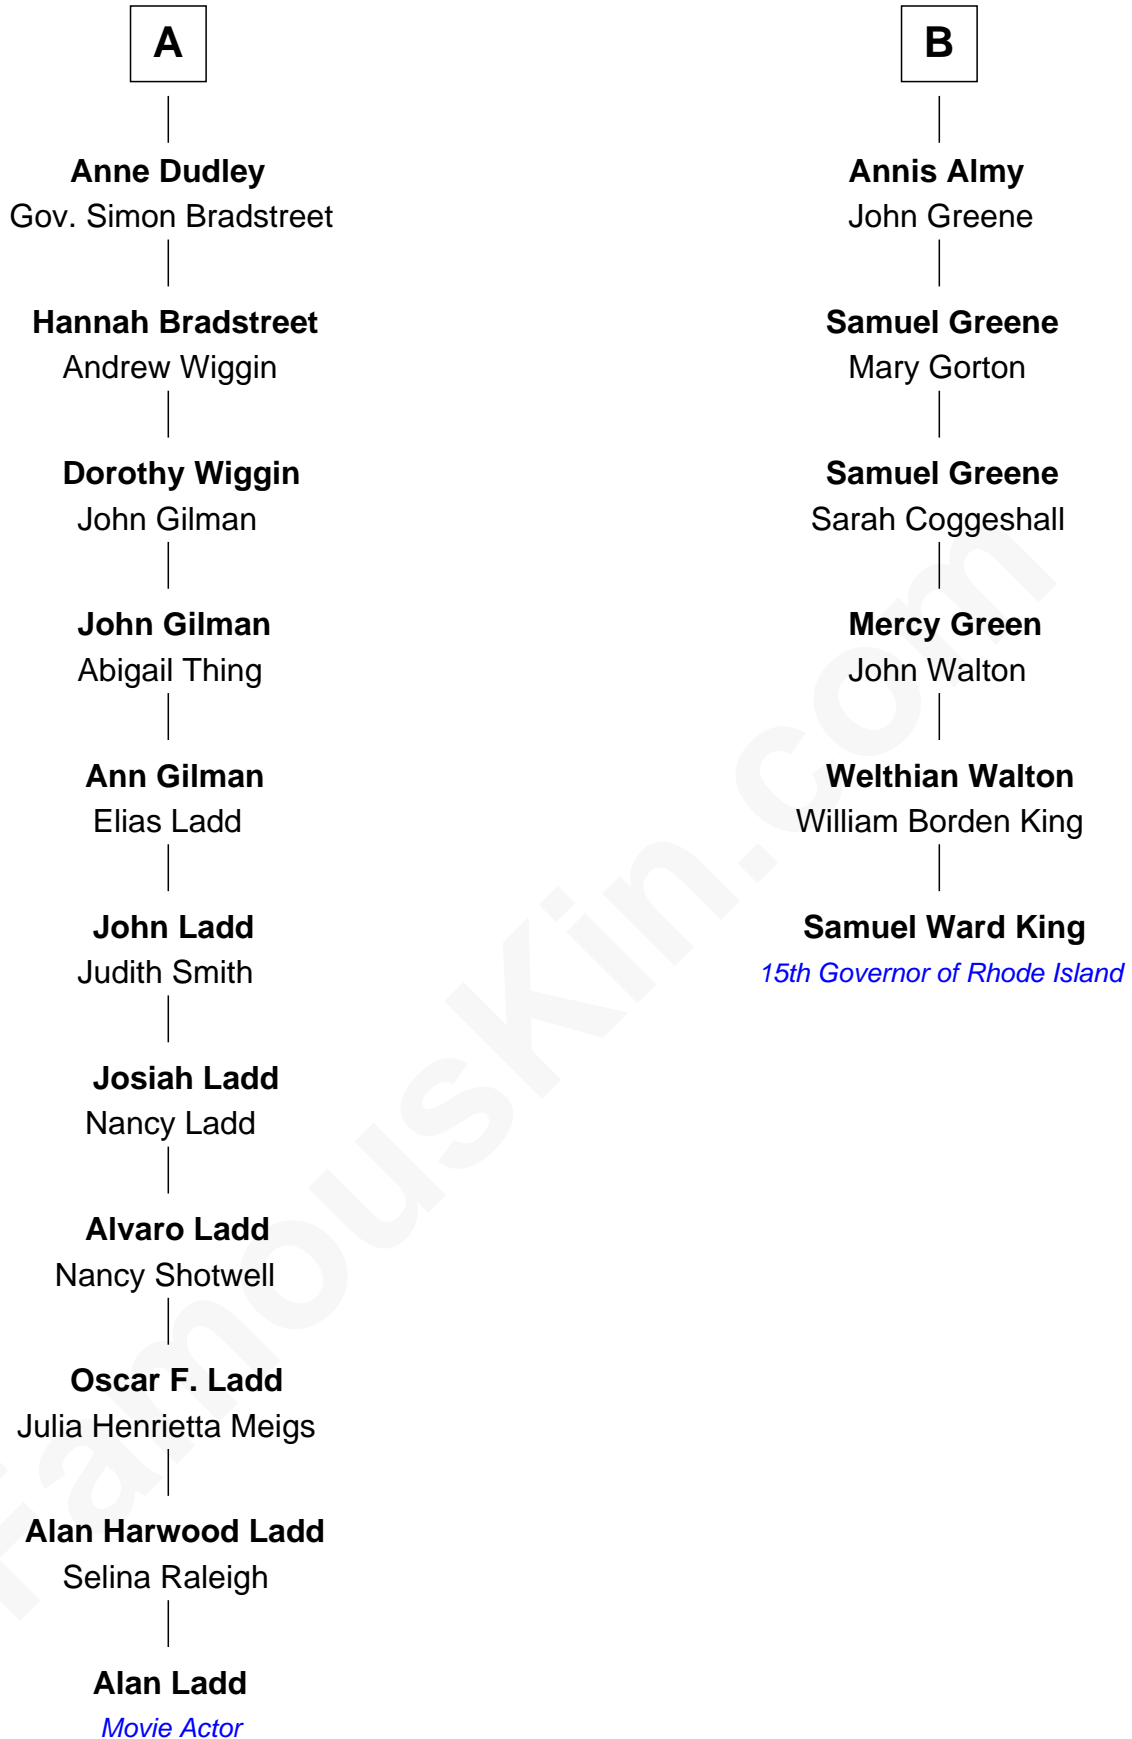 A
Anne Dudley
Gov. Simon Bradstreet
Hannah Bradstreet
Andrew Wiggin
Dorothy Wiggin
John Gilman
John Gilman
Abigail Thing
Ann Gilman
Elias Ladd
John Ladd
Judith Smith
Josiah Ladd
Nancy Ladd
Alvaro Ladd
Nancy Shotwell
Oscar F. Ladd
Julia Henrietta Meigs
Alan Harwood Ladd
Selina Raleigh
Alan Ladd
Movie Actor
B
Annis Almy
John Greene
Samuel Greene
Mary Gorton
Samuel Greene
Sarah Coggeshall
Mercy Green
John Walton
Welthian Walton
William Borden King
Samuel Ward King
15th Governor of Rhode Island
FamousKin.com